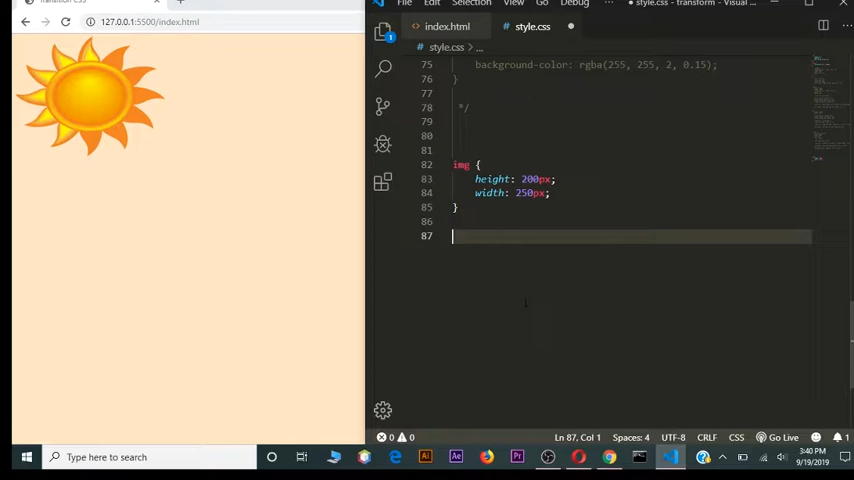 Transition CSS
File Edit Selection View Go Debug ··· style.css - transform - Visual ...
127.0.0.1:5500/index.html
index.html
# style.css
# style.css > ...
75 background-color: rgba(255, 255, 2, 0.15);
76 }
77
78 */
79
80
81
82 img {
83 height: 200px;
84 width: 250px;
85 }
86
87
1
0 0 Ln 87, Col 1 Spaces: 4 UTF-8 CRLF CSS Go Live 1
Type here to search
3:40 PM
9/19/2019